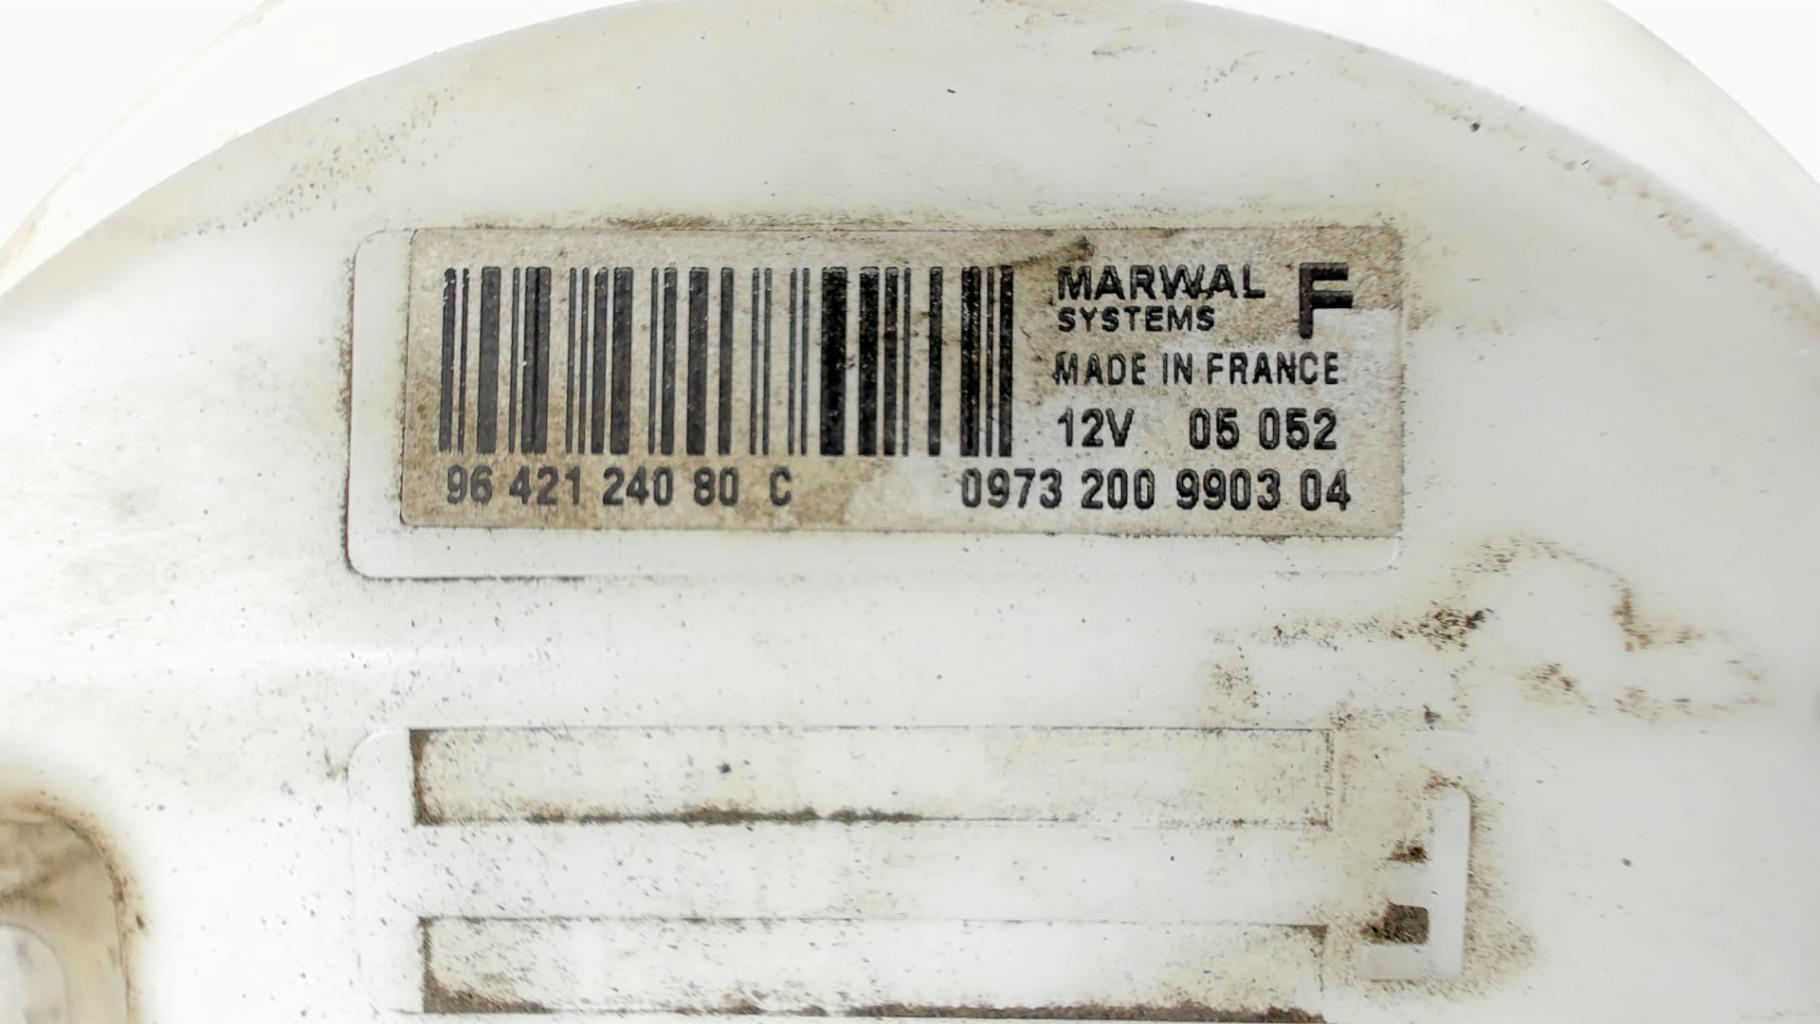 MARWAL F
SYSTEMS
MADE IN FRANCE
12V 05 052
96 421 240 80 C 0973 200 9903 04